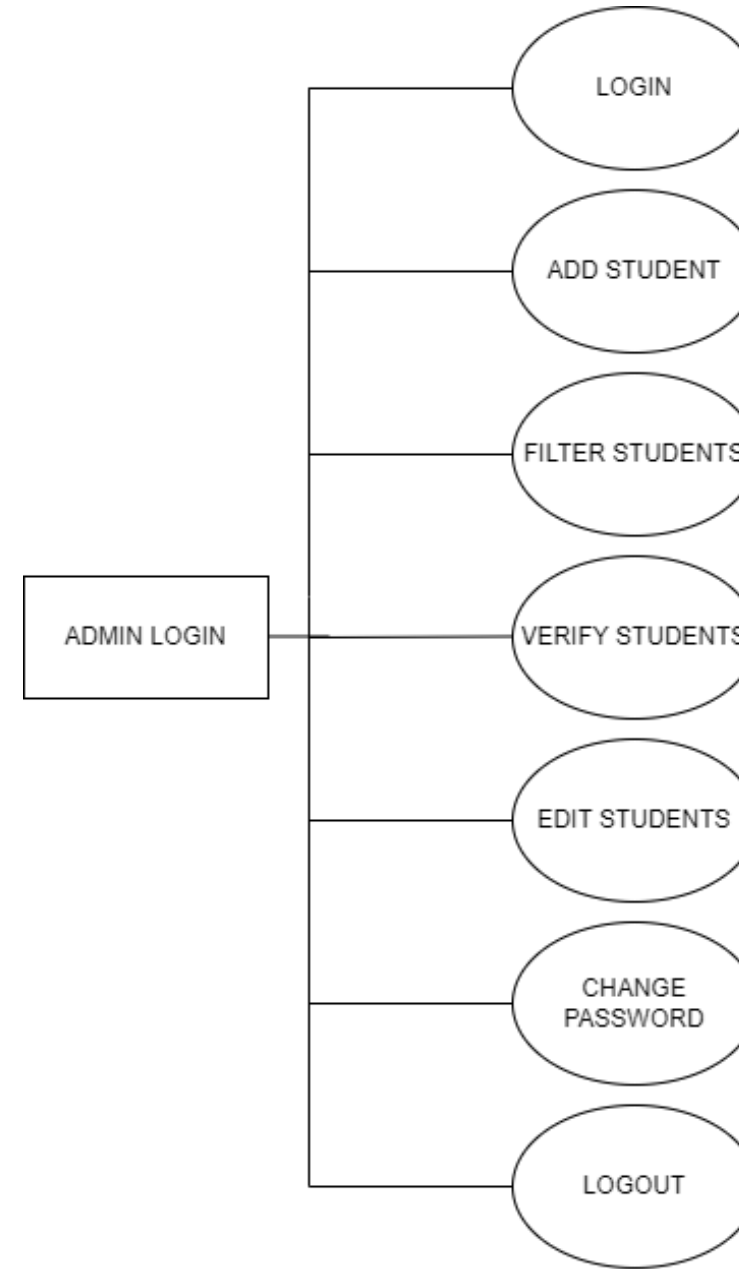 LOGIN
ADD STUDENT
FILTER STUDENTS
ADMIN LOGIN
VERIFY STUDENTS
EDIT STUDENTS
CHANGE
PASSWORD
LOGOUT